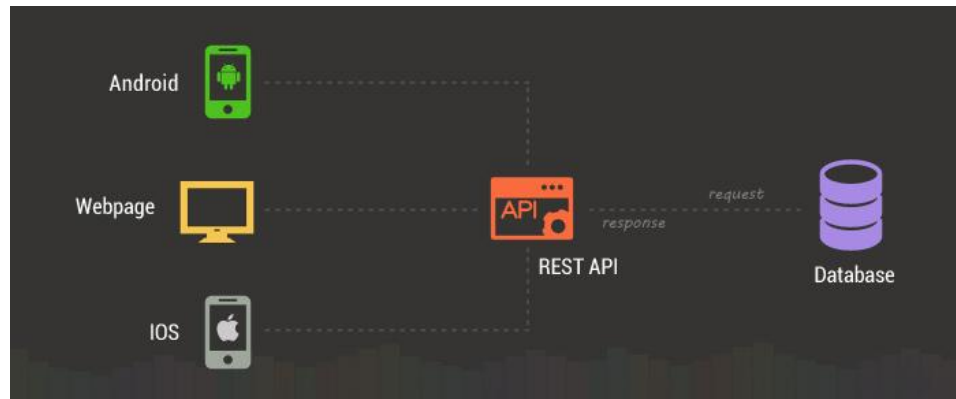 Android
Webpage
IOS
API
REST API
response
request
Database